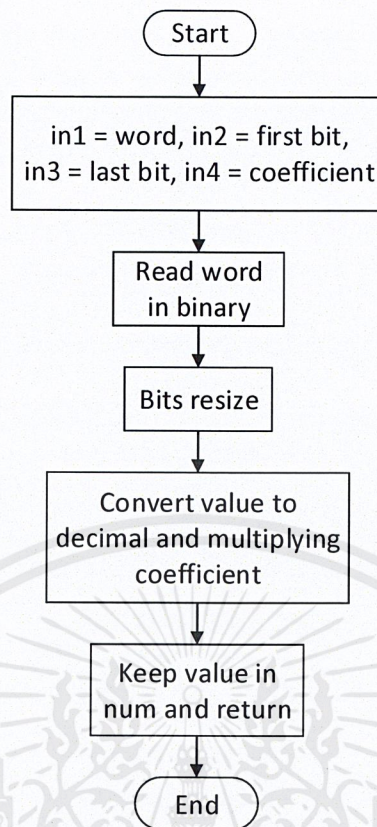 Start
in1 = word, in2 = first bit,
in3 = last bit, in4 = coefficient
Read word
in binary
Bits resize
Convert value to
decimal and multiplying
coefficient
Keep value in
num and return
End